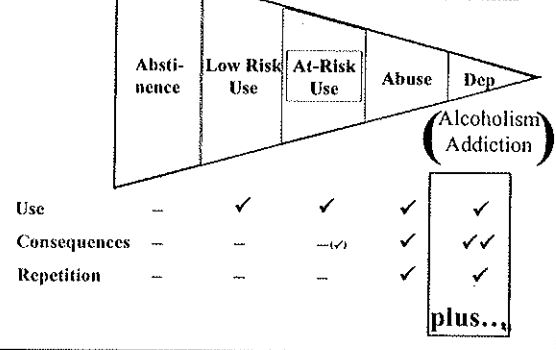 Absti-
nence
Low Risk
Use
At-Risk
Use
Abuse
Dep
(Alcoholism
Addiction)
Use – ✓ ✓ ✓ ✓
Consequences – – –(✓) ✓ ✓✓
Repetition – – – ✓ ✓
plus...